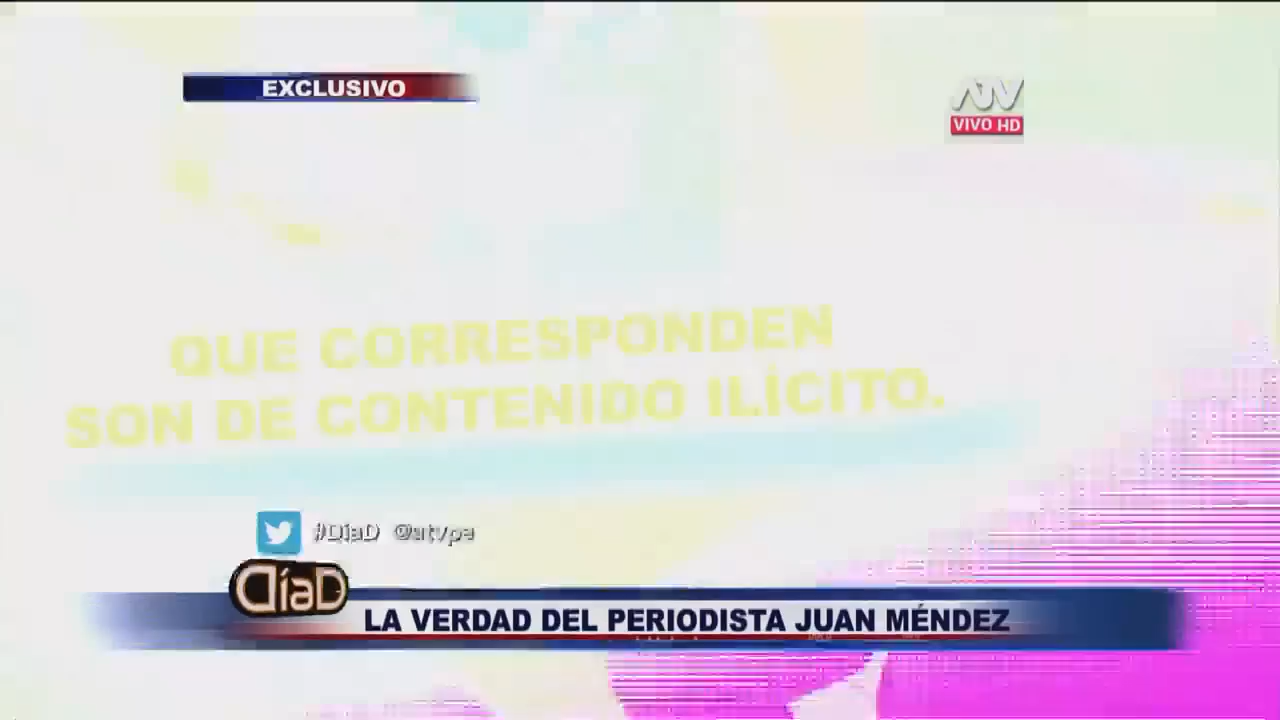 EXCLUSIVO
ATV
VIVO HD
QUE CORRESPONDEN
SON DE CONTENIDO ILÍCITO.
#DíaD @atvpe
DíaD
LA VERDAD DEL PERIODISTA JUAN MÉNDEZ